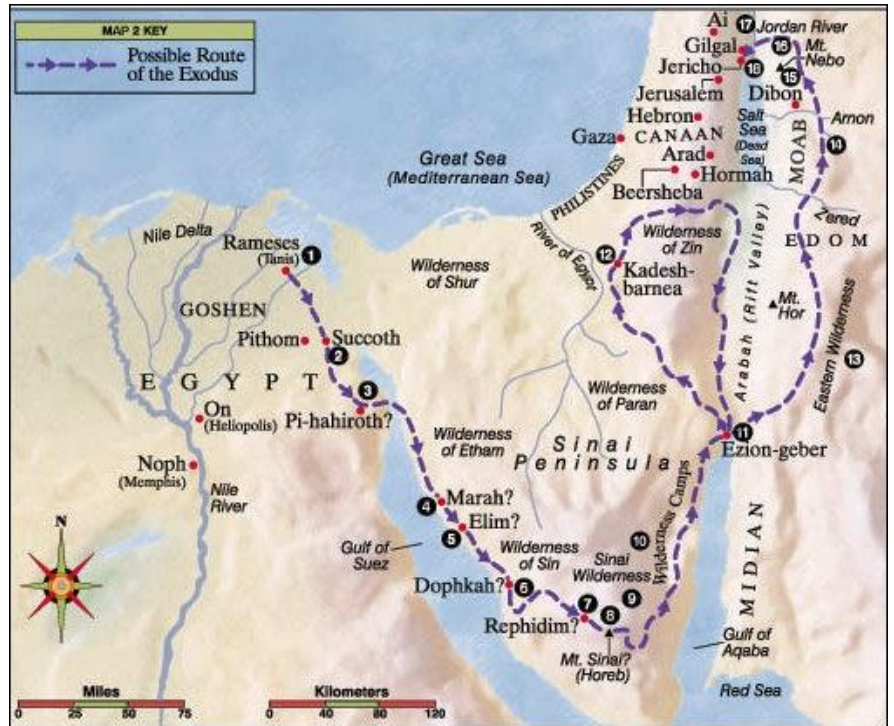 MAP 2 KEY
Possible Route
of the Exodus
Ai
17
Jordan River
Gilgal
16
Mt.
Nebo
Jericho
18
15
Jerusalem
Dibon
Hebron
Salt
Sea
(Dead
Sea)
Arnon
Gaza
CANAAN
MOAB
14
Great Sea
(Mediterranean Sea)
Arad
Hormah
Beersheba
PHILISTINES
Zered
Nile Delta
Rameses
(Tanis)
1
River of Egypt
Wilderness
of Zin
EDOM
12
Kadesh-
barnea
Wilderness
of Shur
Arabah (Rift Valley)
Mt.
Hor
GOSHEN
Pithom
Succoth
2
Eastern Wilderness
13
EGYPT
3
Pi-hahiroth?
On
(Heliopolis)
Wilderness
of Paran
Wilderness
of Etham
Sinai
Peninsula
11
Ezion-geber
Noph
(Memphis)
Nile
River
4
Marah?
Elim?
5
Wilderness Camps
N
Gulf of
Suez
Wilderness
of Sin
10
Sinai
Wilderness
MIDIAN
Dophkah?
6
7
8
9
Rephidim?
Mt. Sinai?
(Horeb)
Gulf of
Aqaba
Red Sea
Miles
0 25 50 75
Kilometers
0 40 80 120